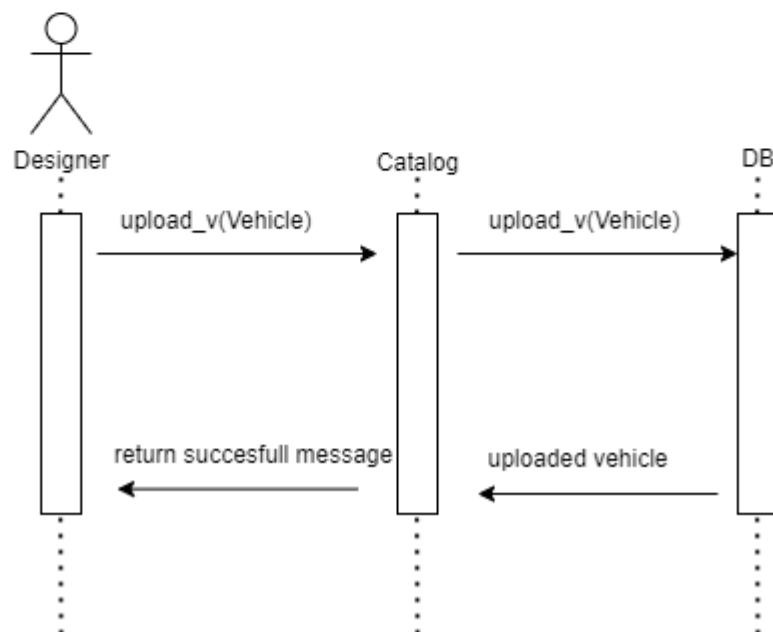 Designer
Catalog
DB
upload_v(Vehicle)
upload_v(Vehicle)
return succesfull message
uploaded vehicle